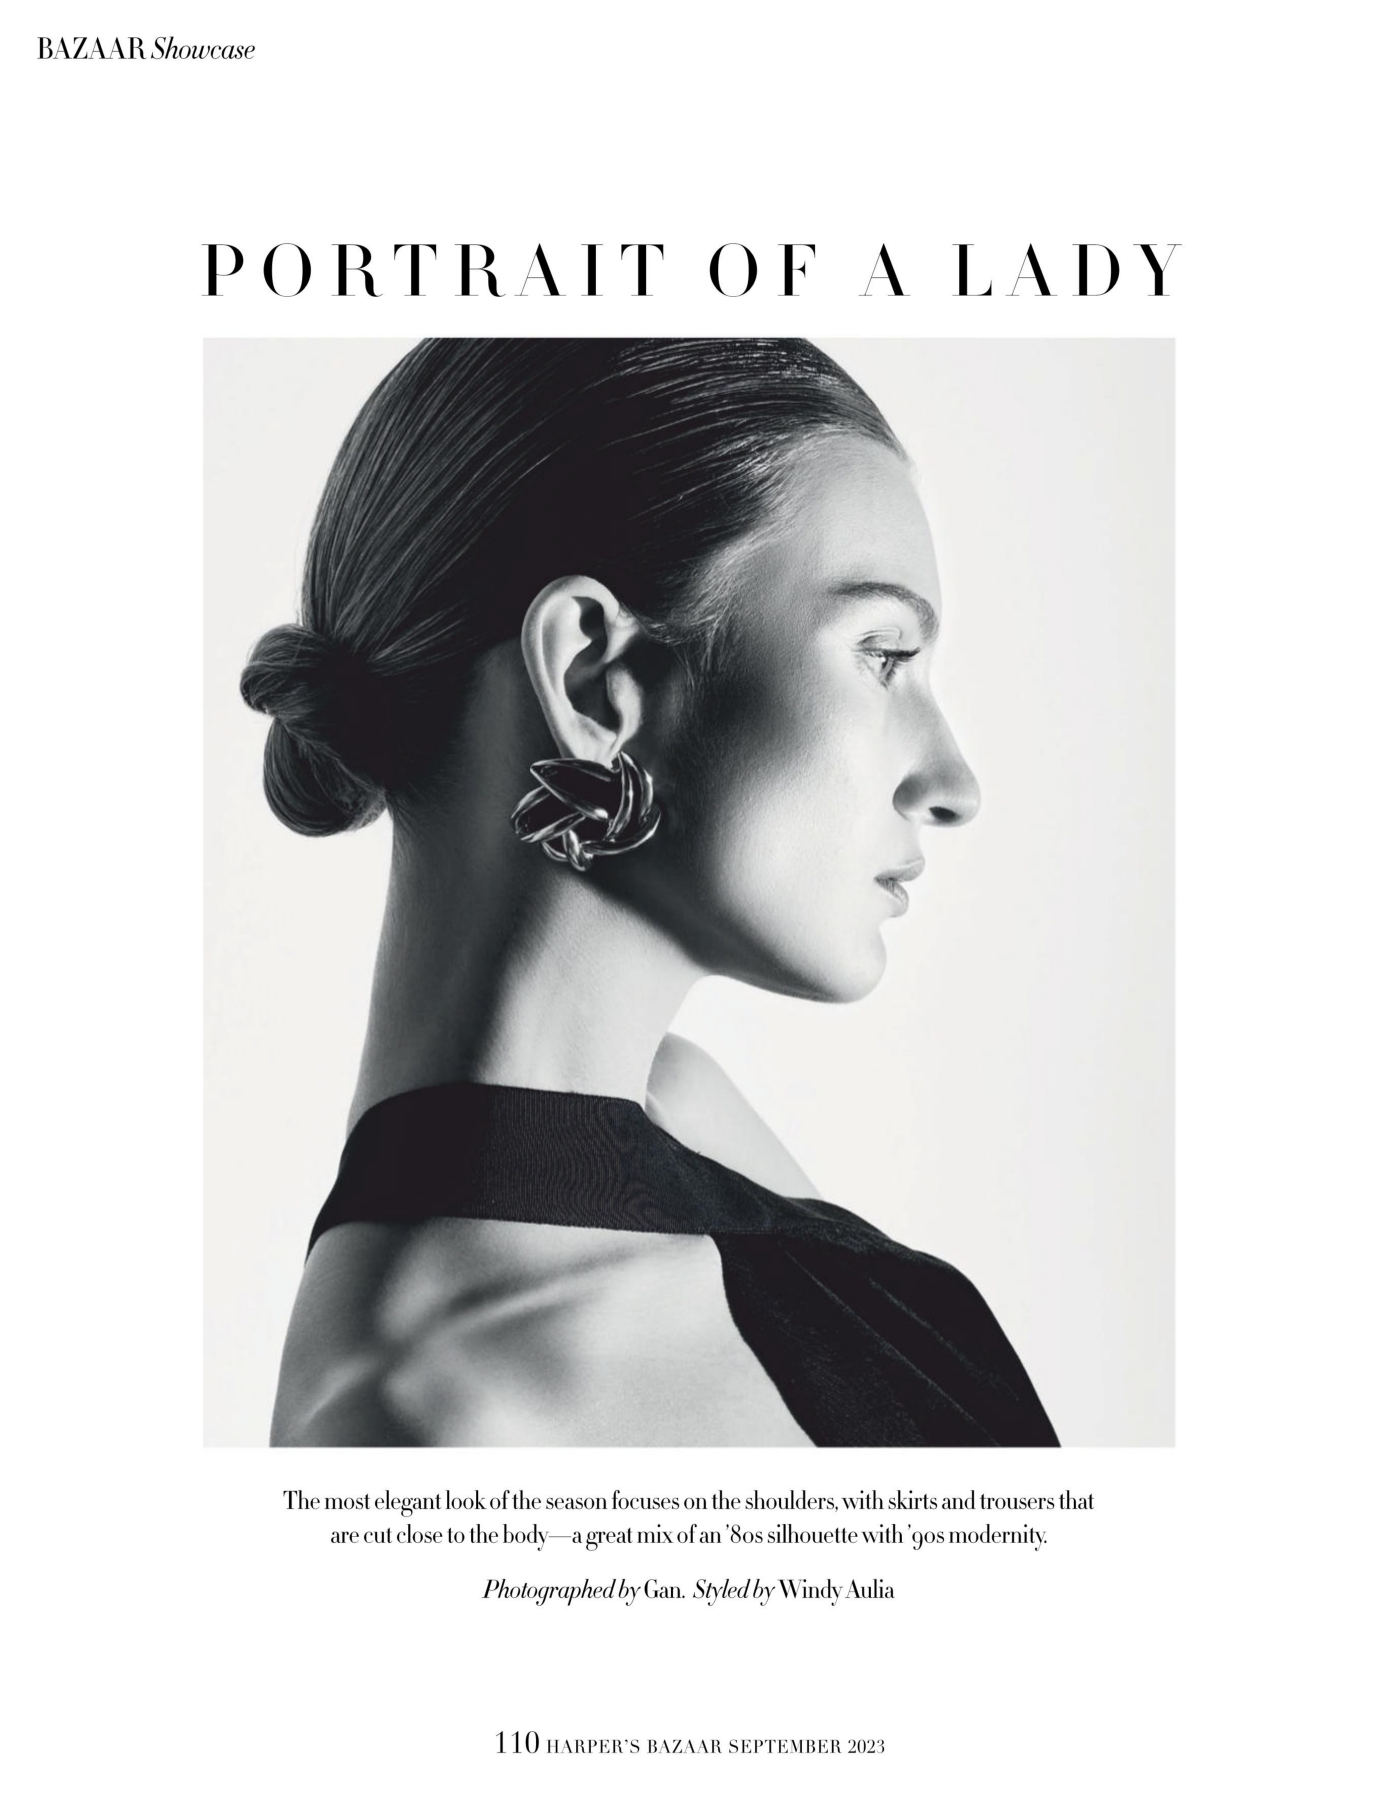 BAZAAR Showcase
PORTRAIT OF A LADY
The most elegant look of the season focuses on the shoulders, with skirts and trousers that
are cut close to the body—a great mix of an ’80s silhouette with ’90s modernity.
Photographed by Gan. Styled by Windy Aulia
110 HARPER’S BAZAAR SEPTEMBER 2023